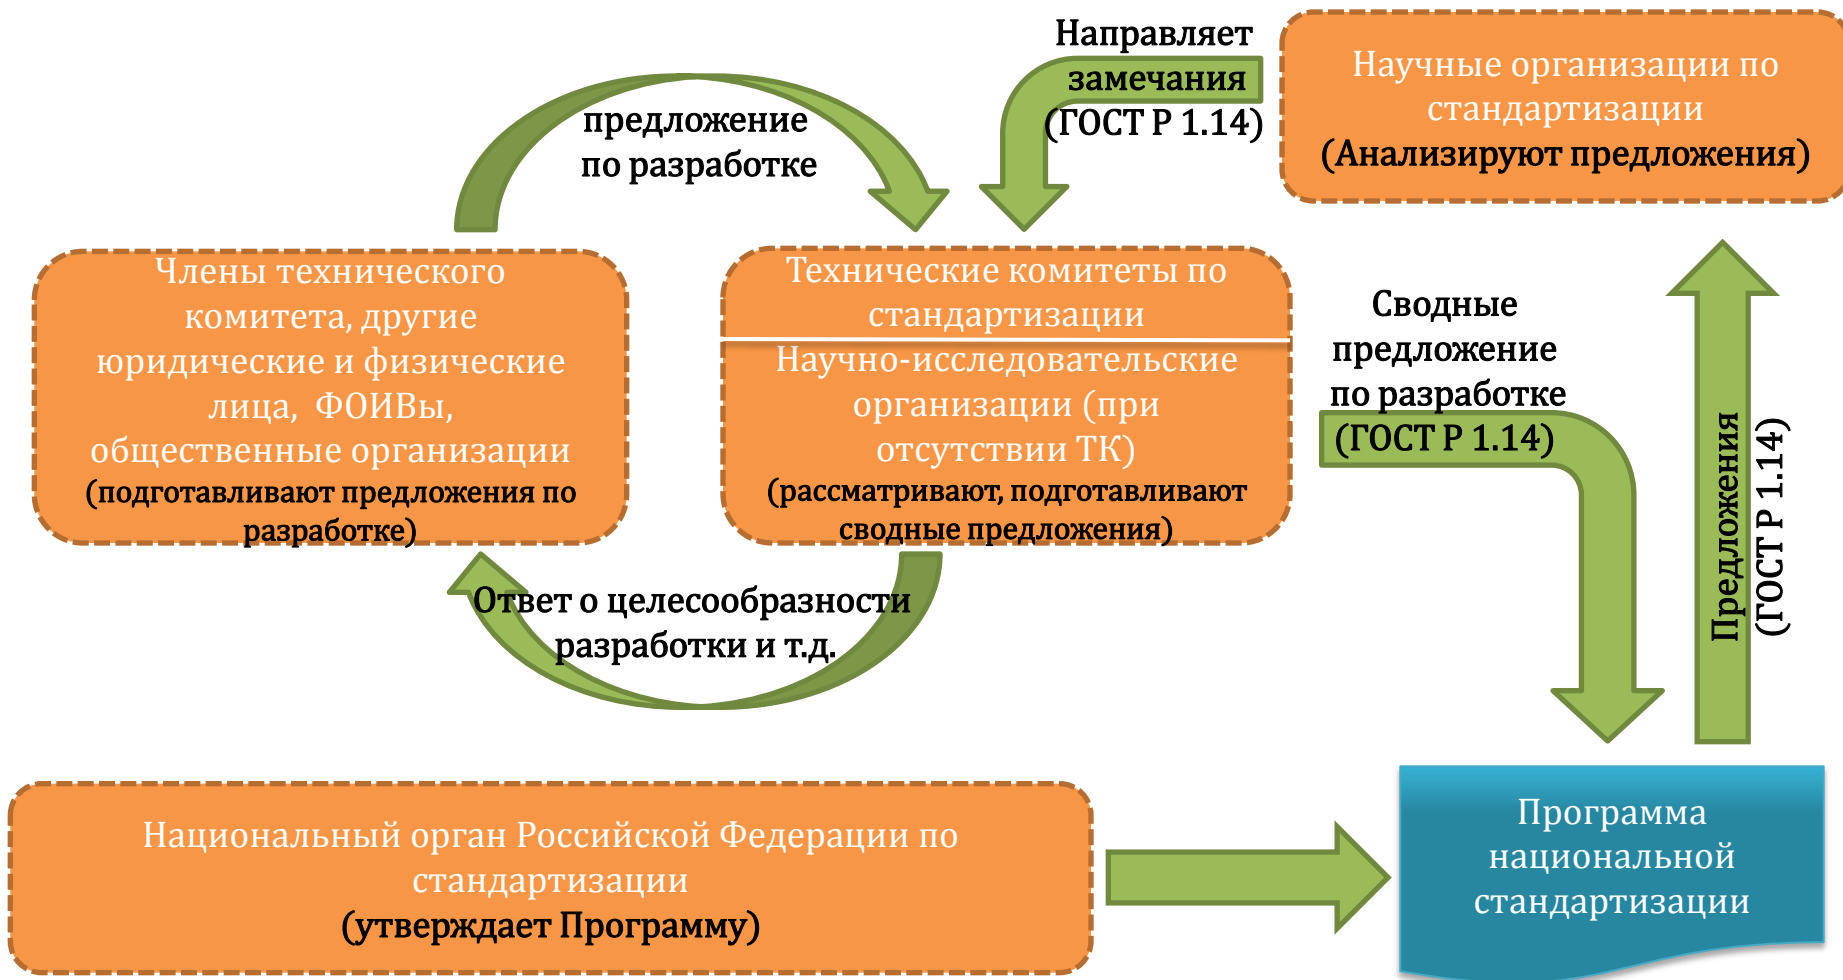 Направляет
замечания
(ГОСТ Р 1.14)
Научные организации по
стандартизации
(Анализируют предложения)
предложение
по разработке
Члены технического
комитета, другие
юридические и физические
лица, ФОИВы,
общественные организации
(подготавливают предложения по
разработке)
Технические комитеты по
стандартизации
Научно-исследовательские
организации (при
отсутствии ТК)
(рассматривают, подготавливают
сводные предложения)
Сводные
предложение
по разработке
(ГОСТ Р 1.14)
Предложения
(ГОСТ Р 1.14)
Ответ о целесообразности
разработки и т.д.
Национальный орган Российской Федерации по
стандартизации
(утверждает Программу)
Программа
национальной
стандартизации